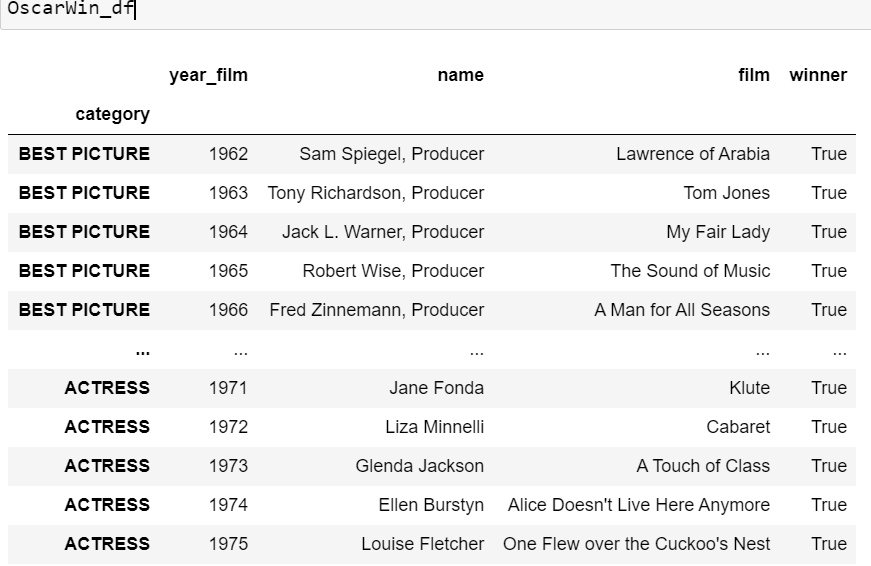 OscarWin_df
year_film name film winner
category
BEST PICTURE 1962 Sam Spiegel, Producer Lawrence of Arabia True
BEST PICTURE 1963 Tony Richardson, Producer Tom Jones True
BEST PICTURE 1964 Jack L. Warner, Producer My Fair Lady True
BEST PICTURE 1965 Robert Wise, Producer The Sound of Music True
BEST PICTURE 1966 Fred Zinnemann, Producer A Man for All Seasons True
... ... ... ... ...
ACTRESS 1971 Jane Fonda Klute True
ACTRESS 1972 Liza Minnelli Cabaret True
ACTRESS 1973 Glenda Jackson A Touch of Class True
ACTRESS 1974 Ellen Burstyn Alice Doesn't Live Here Anymore True
ACTRESS 1975 Louise Fletcher One Flew over the Cuckoo's Nest True